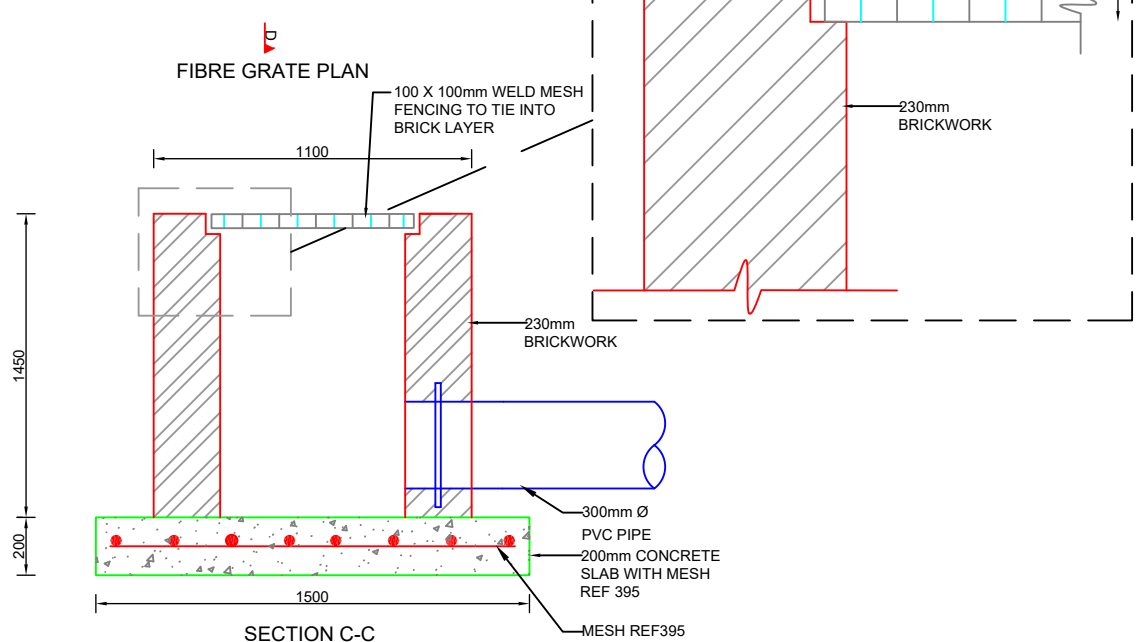 D
FIBRE GRATE PLAN
100 X 100mm WELD MESH
FENCING TO TIE INTO
BRICK LAYER
1100
230mm
BRICKWORK
1450
230mm
BRICKWORK
300mm Ø
PVC PIPE
200
200mm CONCRETE
SLAB WITH MESH
REF 395
1500
MESH REF395
SECTION C-C